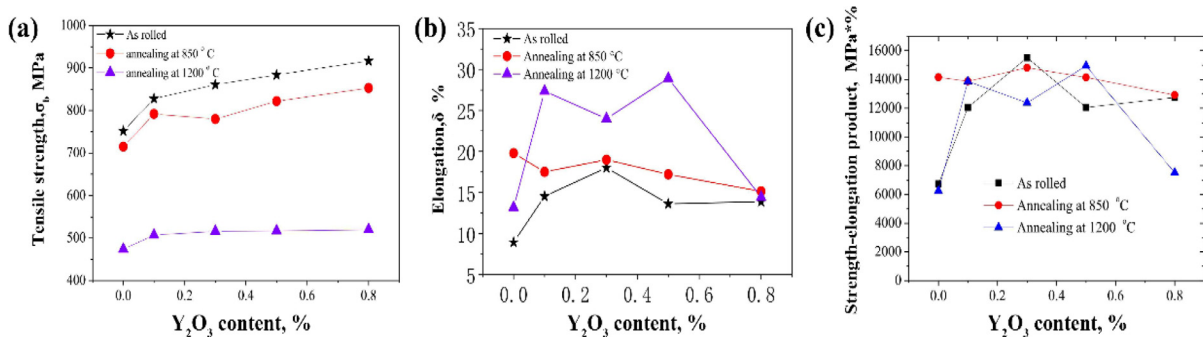 (a)
1000
900
800
700
600
500
400
Tensilic strength,σb, MPa
As rolled
annealing at 850 °C
annealing at 1200 °C
0.0 0.2 0.4 0.6 0.8
Y2O3 content, %
(b)
35
30
25
20
15
10
5
Elongation,δ %
As rolled
Annealing at 850 °C
Annealing at 1200 °C
0.0 0.2 0.4 0.6 0.8
Y2O3 content, %
(c)
16000
14000
12000
10000
8000
6000
4000
2000
0
Strength-elongation product, MPa*%
As rolled
Annealing at 850 °C
Annealing at 1200 °C
0.0 0.2 0.4 0.6 0.8
Y2O3 content, %